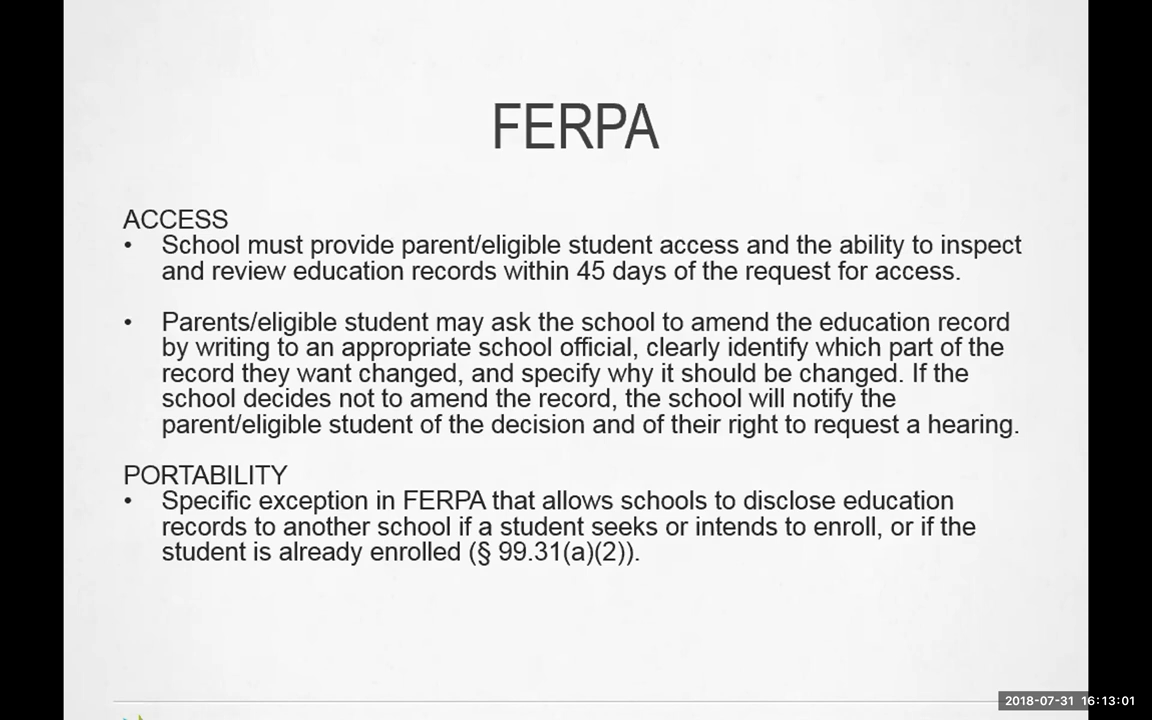 FERPA
ACCESS
• School must provide parent/eligible student access and the ability to inspect
and review education records within 45 days of the request for access.
• Parents/eligible student may ask the school to amend the education record
by writing to an appropriate school official, clearly identify which part of the
record they want changed, and specify why it should be changed. If the
school decides not to amend the record, the school will notify the
parent/eligible student of the decision and of their right to request a hearing.
PORTABILITY
• Specific exception in FERPA that allows schools to disclose education
records to another school if a student seeks or intends to enroll, or if the
student is already enrolled (§ 99.31(a)(2)).
2018-07-31 16:13:01